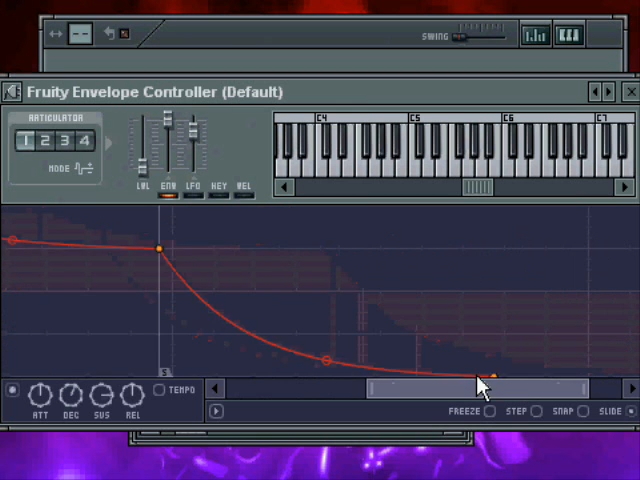 SWING
Fruity Envelope Controller (Default)
ARTICULATOR
1 2 3 4
MODE
LVL ENV LFO KEY VEL
C4 C5 C6 C7
S
ATT DEC SUS REL
TEMPO
FREEZE STEP SNAP SLIDE